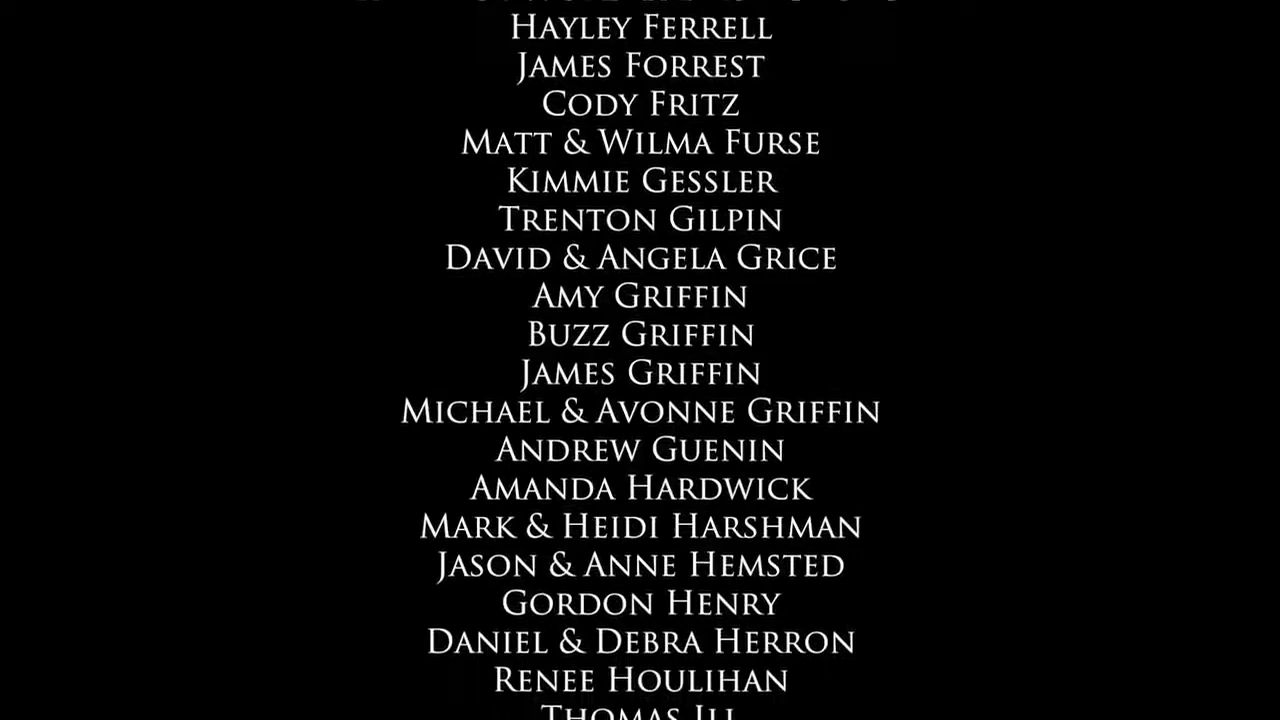 HAYLEY FERRELL
JAMES FORREST
CODY FRITZ
MATT & WILMA FURSE
KIMMIE GESSLER
TRENTON GILPIN
DAVID & ANGELA GRICE
AMY GRIFFIN
BUZZ GRIFFIN
JAMES GRIFFIN
MICHAEL & AVONNE GRIFFIN
ANDREW GUENIN
AMANDA HARDWICK
MARK & HEIDI HARSHMAN
JASON & ANNE HEMSTED
GORDON HENRY
DANIEL & DEBRA HERRON
RENEE HOULIHAN
THOMAS